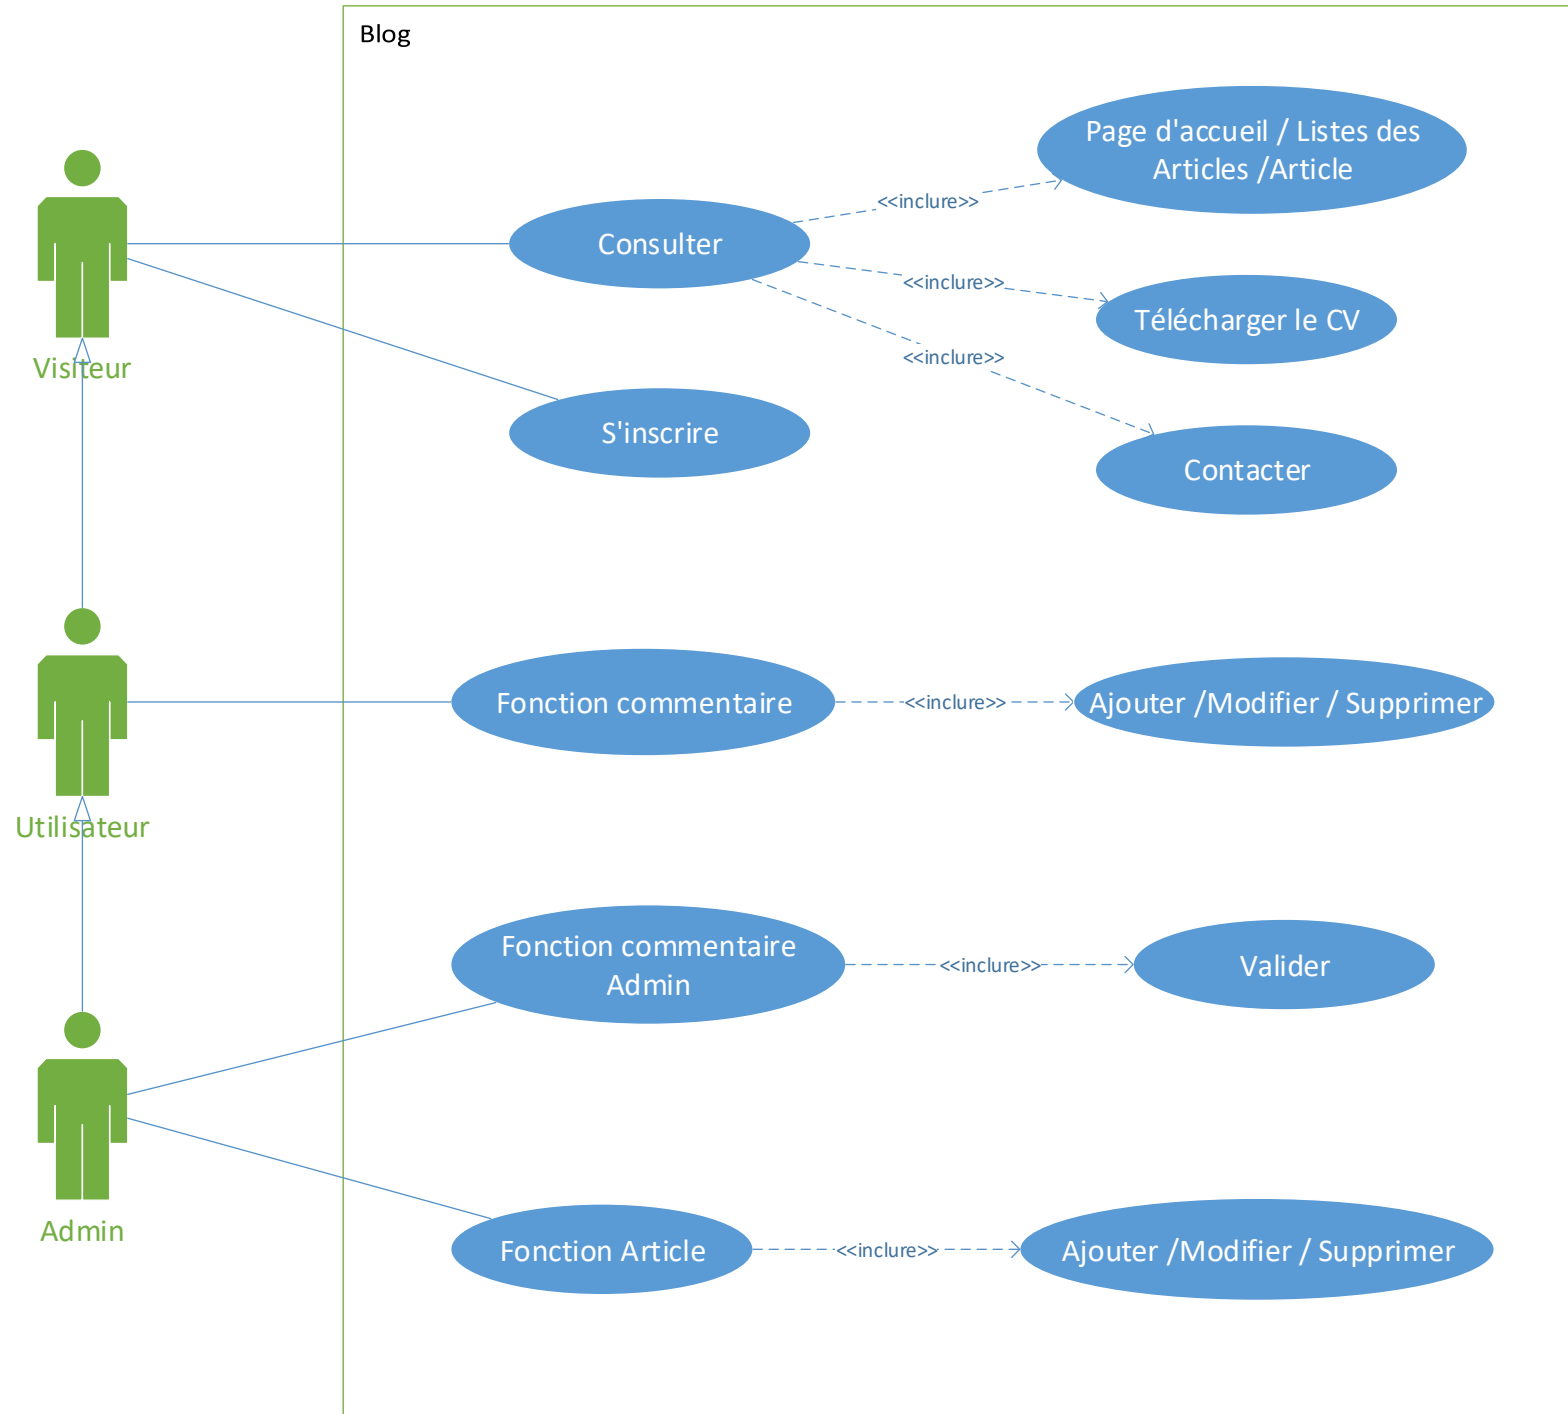 Blog
Page d'accueil / Listes des
Articles /Article
<<inclure>>
Consulter
<<inclure>>
Télécharger le CV
<<inclure>>
Visiteur
S'inscrire
Contacter
Fonction commentaire
<<inclure>>
Ajouter /Modifier / Supprimer
Utilisateur
Fonction commentaire
Admin
<<inclure>>
Valider
Admin
Fonction Article
<<inclure>>
Ajouter /Modifier / Supprimer